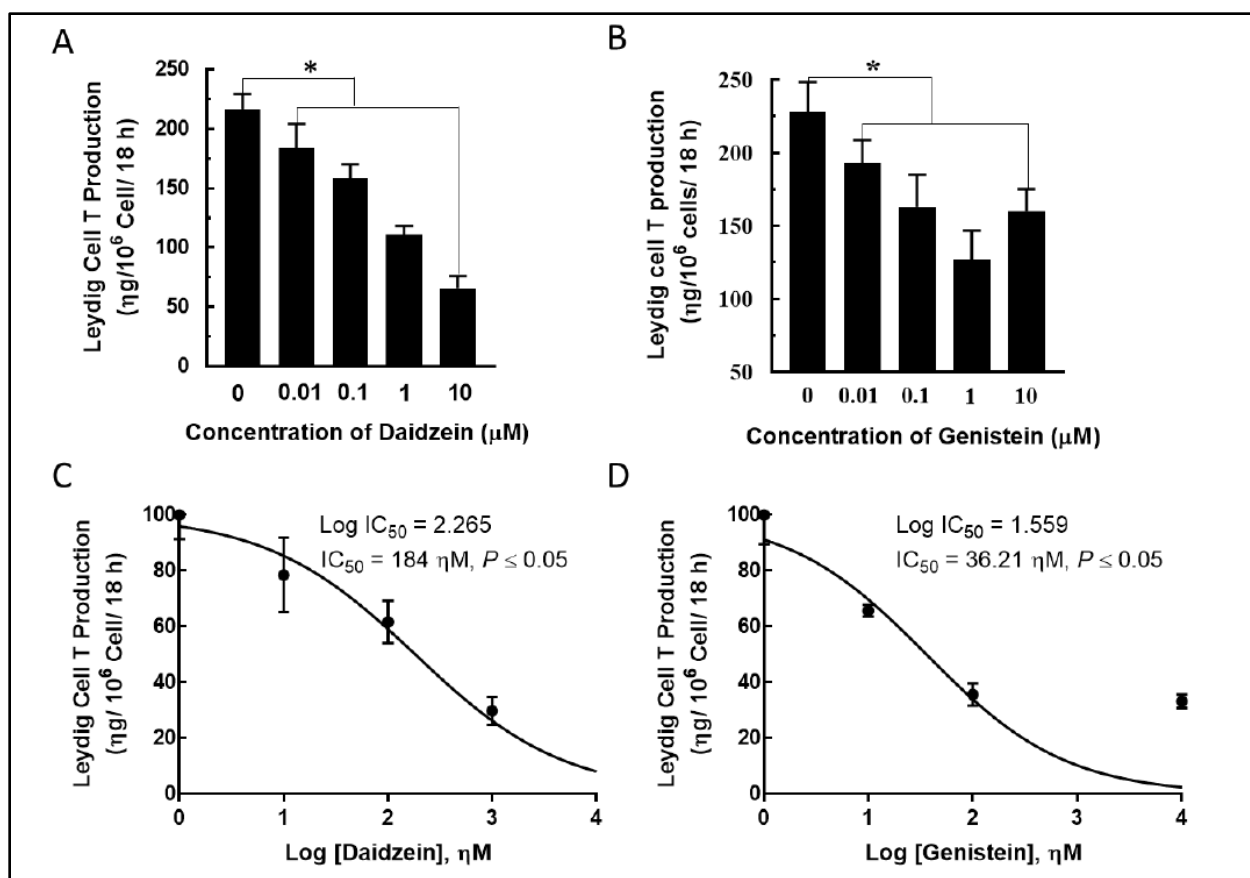 A
Leydig Cell T Production
(ηg/10⁶ Cell/ 18 h)
250
200
150
100
50
0
*
0 0.01 0.1 1 10
Concentration of Daidzein (μM)
B
Leydig cell T production
(ηg/10⁶ cells/ 18 h)
250
200
150
100
50
*
0 0.01 0.1 1 10
Concentration of Genistein (μM)
C
Leydig Cell T Production
(ηg/ 10⁶ Cell/ 18 h)
100
80
60
40
20
0
Log IC₅₀ = 2.265
IC₅₀ = 184 ηM, P ≤ 0.05
0 1 2 3 4
Log [Daidzein], ηM
D
Leydig Cell T Production
(ηg/ 10⁶ Cell/ 18 h)
100
80
60
40
20
0
Log IC₅₀ = 1.559
IC₅₀ = 36.21 ηM, P ≤ 0.05
0 1 2 3 4
Log [Genistein], ηM